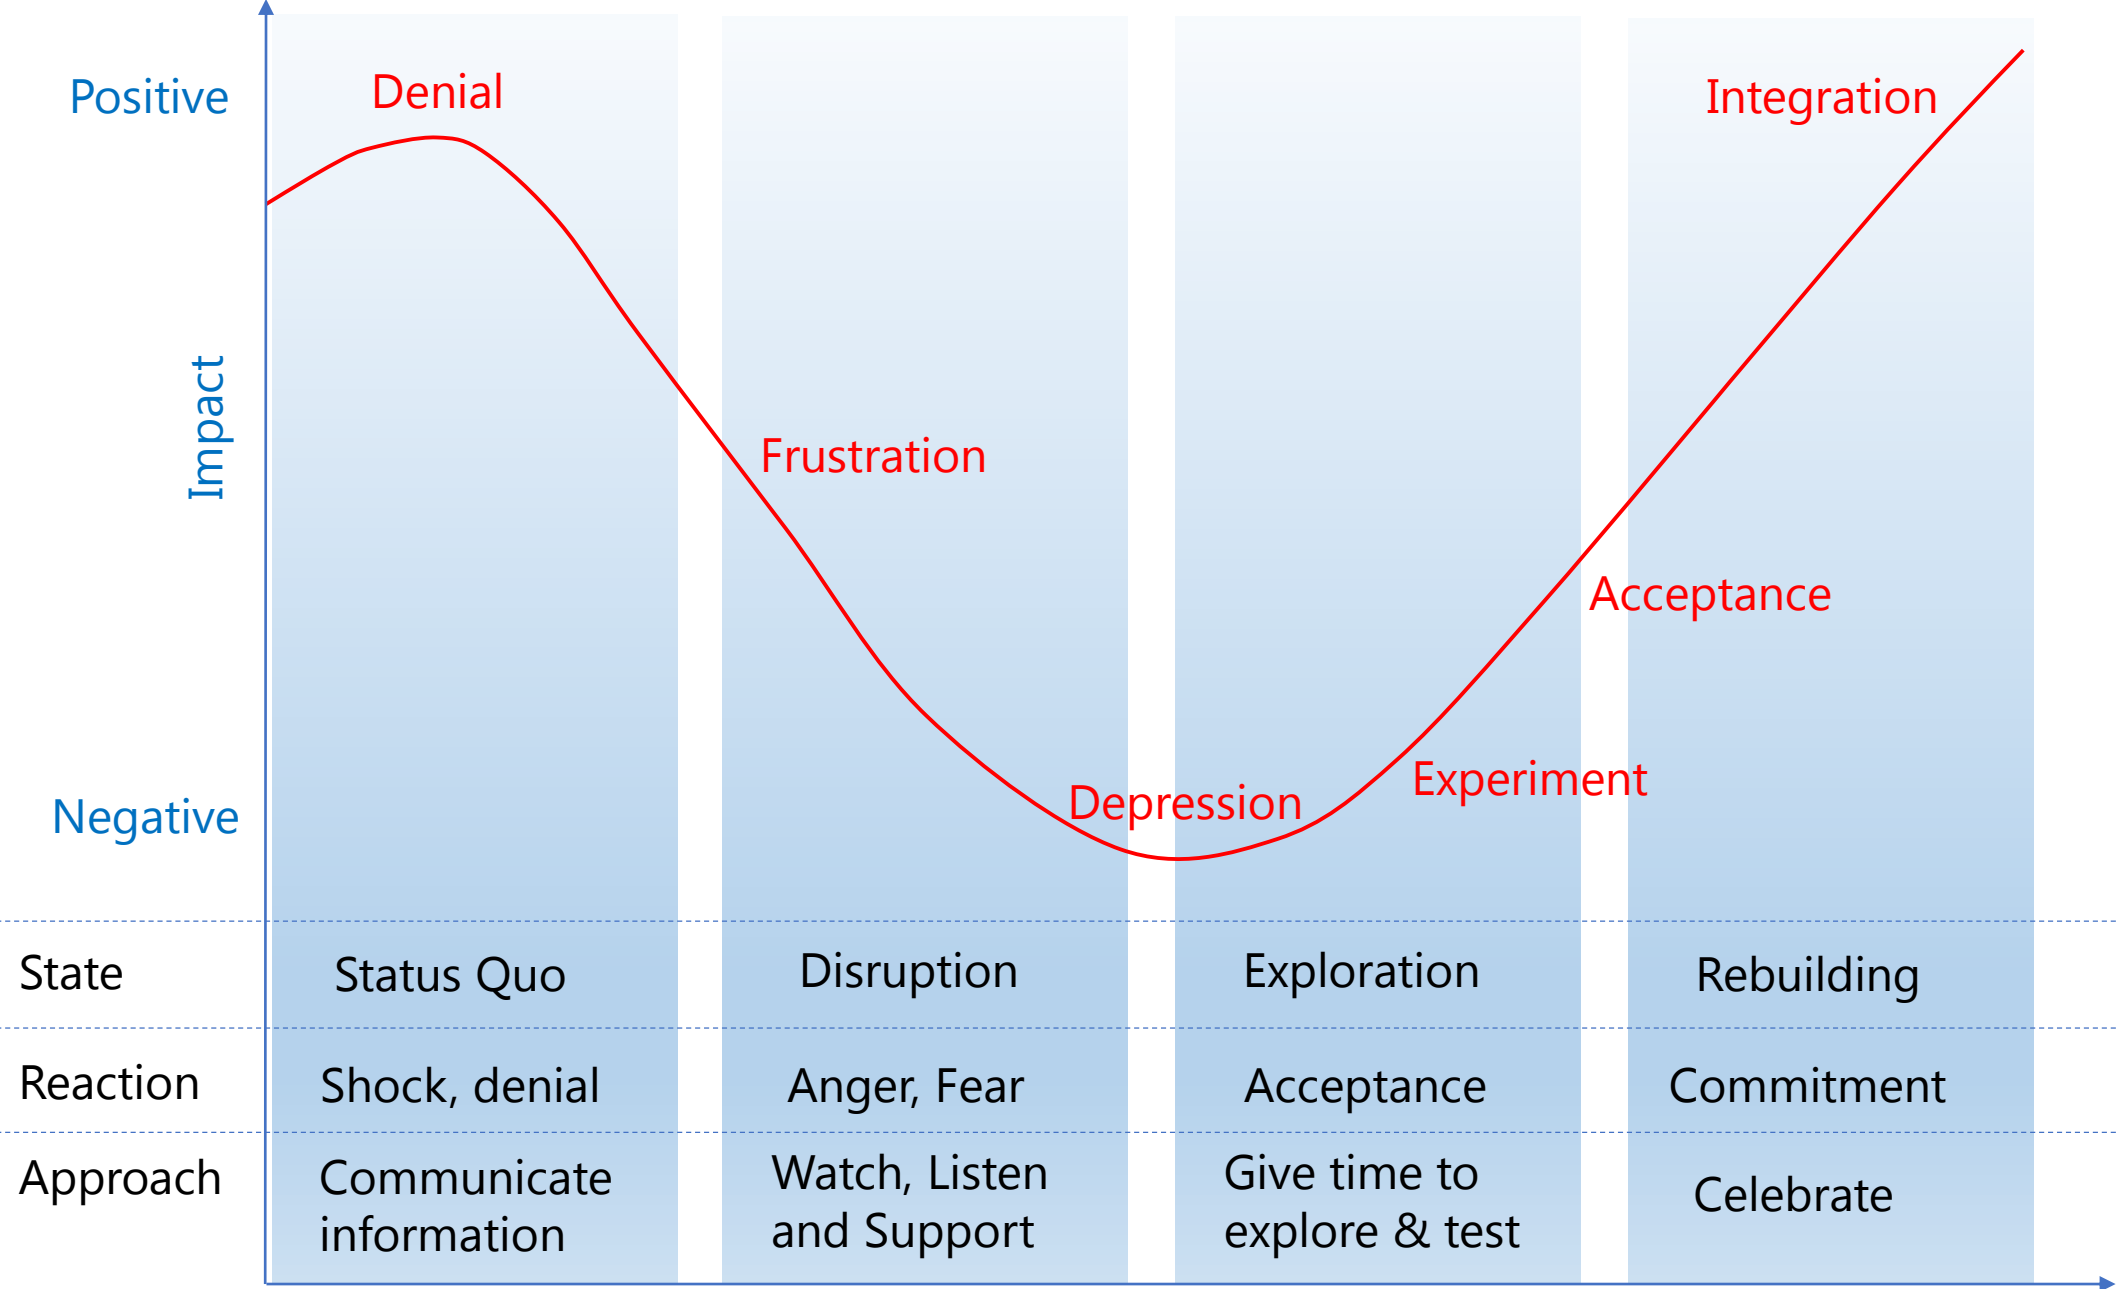 Positive
Denial
Integration
Impact
Frustration
Acceptance
Experiment
Depression
Negative
State
Status Quo
Disruption
Exploration
Rebuilding
Reaction
Shock, denial
Anger, Fear
Acceptance
Commitment
Approach
Communicate
information
Watch, Listen
and Support
Give time to
explore & test
Celebrate